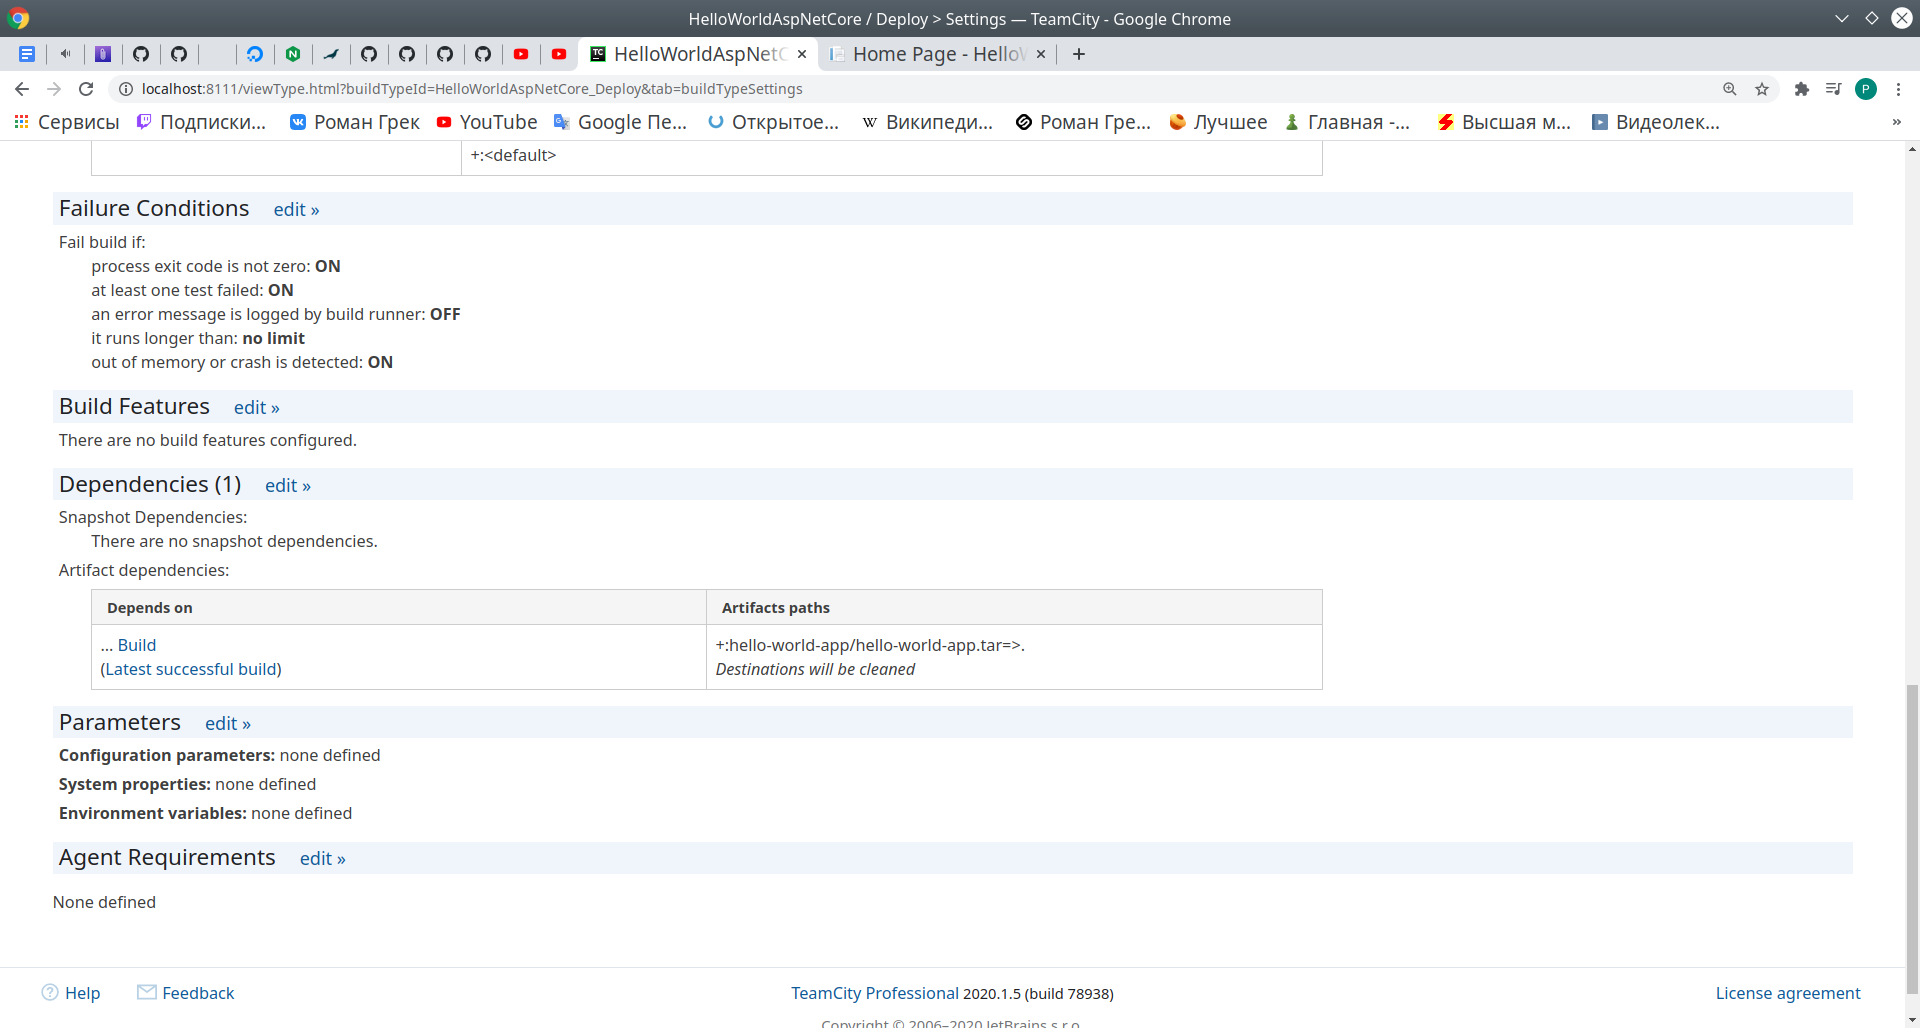 HelloWorldAspNetCore / Deploy > Settings — TeamCity - Google Chrome
HelloWorldAspNetC
Home Page - HelloW
localhost:8111/viewType.html?buildTypeId=HelloWorldAspNetCore_Deploy&tab=buildTypeSettings
P
Сервисы Подписки... Роман Грек YouTube Google Пе... Открытое... Википеди... Роман Гре... Лучшее Главная -... Высшая м... Видеолек... »
+:<default>
Failure Conditions edit »
Fail build if:
process exit code is not zero: ON
at least one test failed: ON
an error message is logged by build runner: OFF
it runs longer than: no limit
out of memory or crash is detected: ON
Build Features edit »
There are no build features configured.
Dependencies (1) edit »
Snapshot Dependencies:
There are no snapshot dependencies.
Artifact dependencies:
Depends on Artifacts paths
... Build +:hello-world-app/hello-world-app.tar=>.
(Latest successful build) Destinations will be cleaned
Parameters edit »
Configuration parameters: none defined
System properties: none defined
Environment variables: none defined
Agent Requirements edit »
None defined
Help Feedback TeamCity Professional 2020.1.5 (build 78938) License agreement
Copyright © 2006–2020 JetBrains s.r.o.